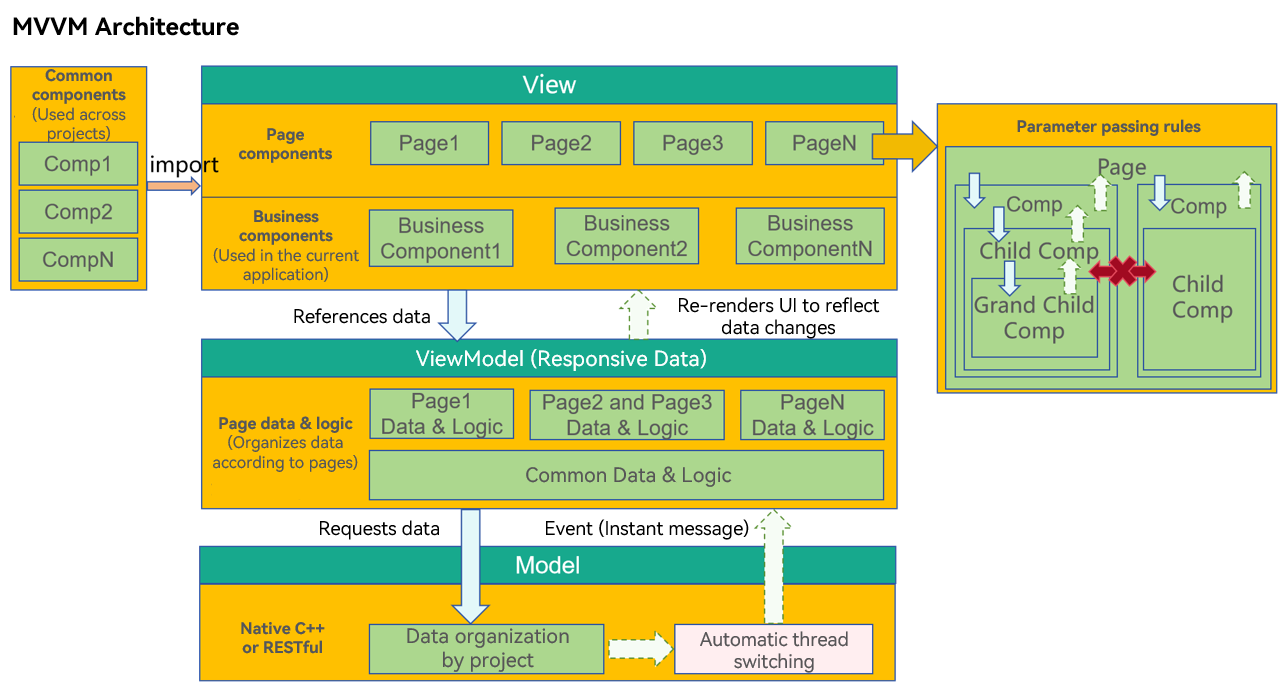 MVVM Architecture
Common
components
(Used across
projects)
Comp1
Comp2
CompN
import
View
Page
components
Page1
Page2
Page3
PageN
Business
components
(Used in the current
application)
Business
Component1
Business
Component2
Business
ComponentN
References data
Re-renders UI to reflect
data changes
ViewModel (Responsive Data)
Page data & logic
(Organizes data
according to pages)
Page1
Data & Logic
Page2 and Page3
Data & Logic
PageN
Data & Logic
Common Data & Logic
Requests data
Event (Instant message)
Model
Native C++
or RESTful
Data organization
by project
Automatic thread
switching
Parameter passing rules
Page
Comp
Child Comp
Grand Child
Comp
Comp
Child
Comp